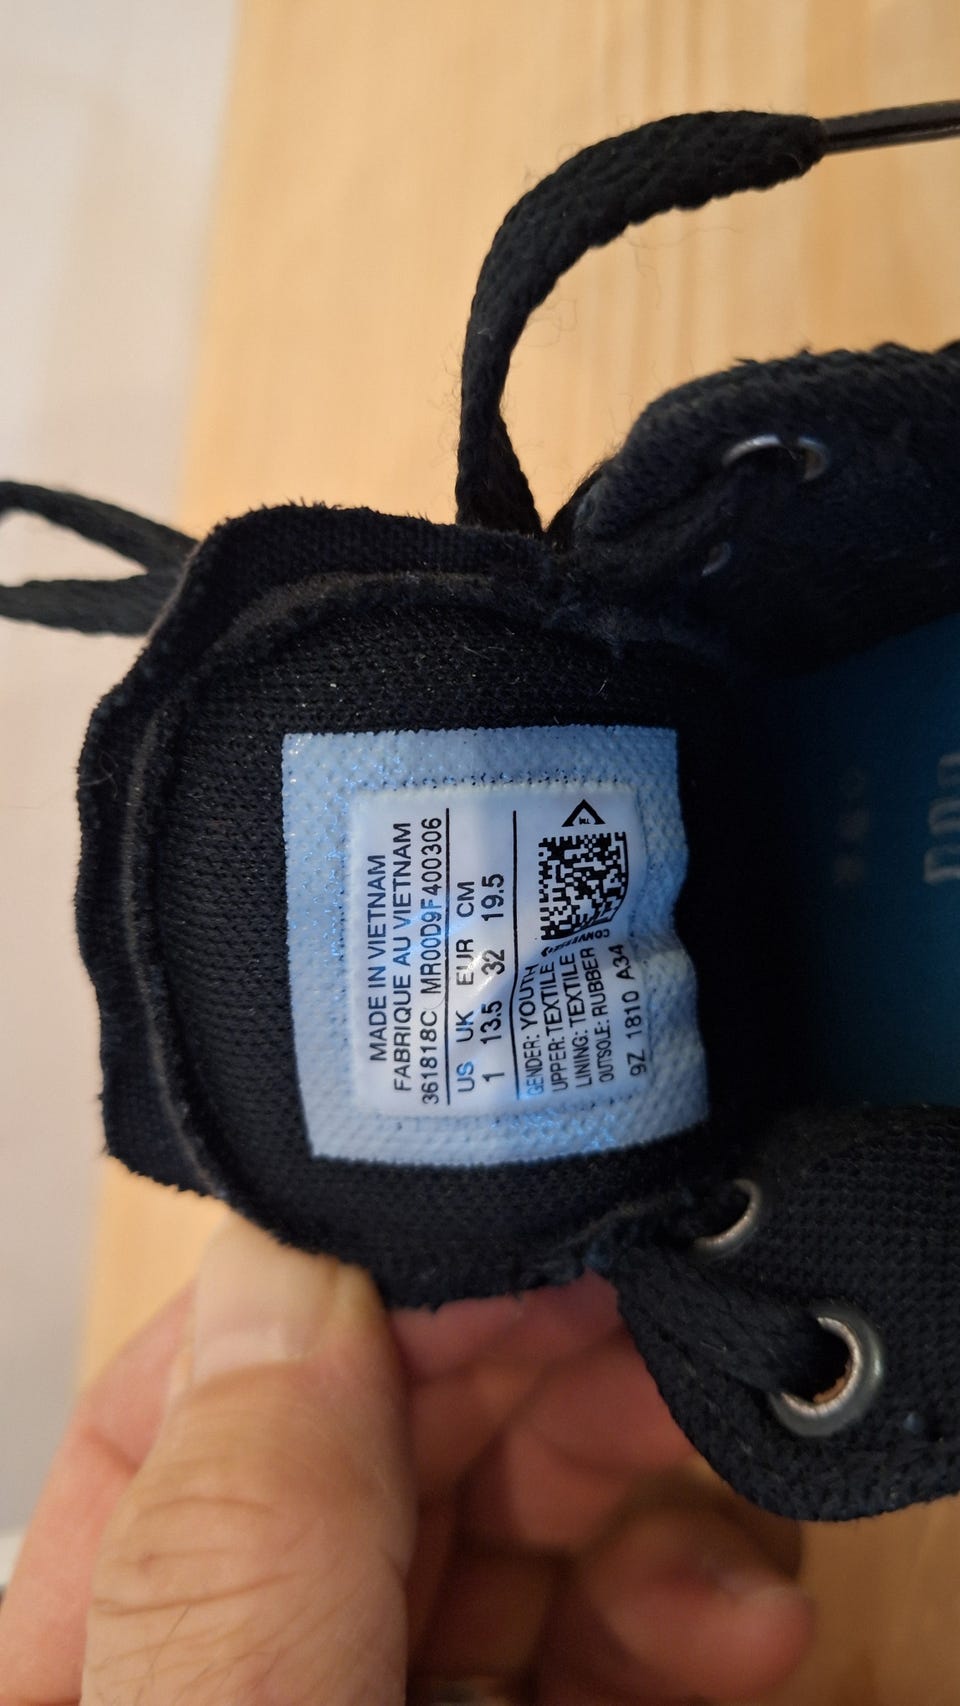 MADE IN VIETNAM
FABRIQUE AU VIETNAM
361818C MR00D9F400306
US UK EUR CM
1 13.5 32 19.5
GENDER: YOUTH
UPPER: TEXTILE
LINING: TEXTILE
OUTSOLE: RUBBER
9Z 1810 A34